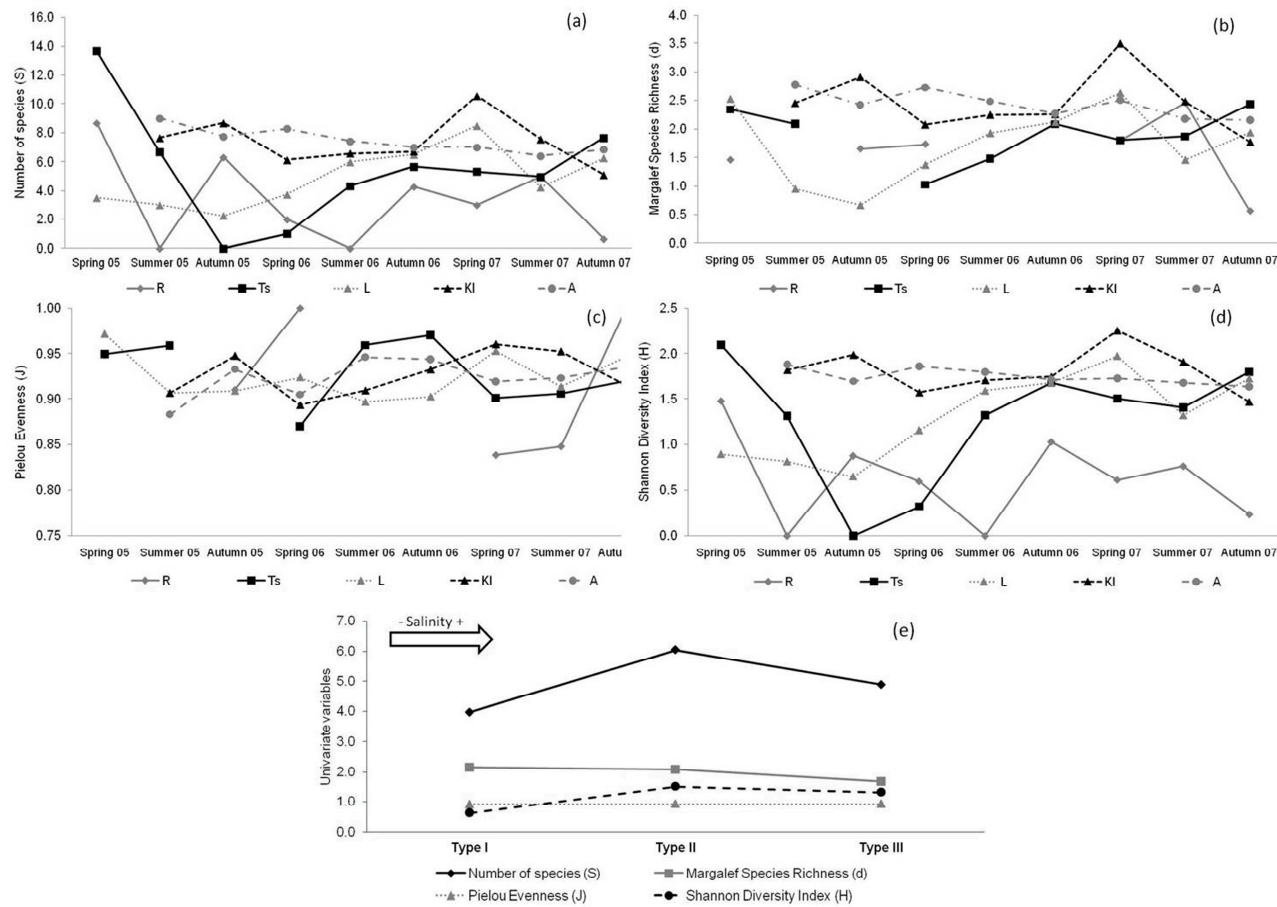 (a)
Number of species (S)
16.0
14.0
12.0
10.0
8.0
6.0
4.0
2.0
0.0
Spring 05 Summer 05 Autumn 05 Spring 06 Summer 06 Autumn 06 Spring 07 Summer 07 Autumn 07
R Ts L KI A
(b)
Margalef Species Richness (d)
4.0
3.5
3.0
2.5
2.0
1.5
1.0
0.5
0.0
Spring 05 Summer 05 Autumn 05 Spring 06 Summer 06 Autumn 06 Spring 07 Summer 07 Autumn 07
R Ts L KI A
(c)
Pielou Evenness (J)
1.00
0.95
0.90
0.85
0.80
0.75
Spring 05 Summer 05 Autumn 05 Spring 06 Summer 06 Autumn 06 Spring 07 Summer 07 Autu
R Ts L KI A
(d)
Shannon Diversity Index (H)
2.5
2.0
1.5
1.0
0.5
0.0
Spring 05 Summer 05 Autumn 05 Spring 06 Summer 06 Autumn 06 Spring 07 Summer 07 Autumn 07
R Ts L KI A
(e)
- Salinity +
Univariate variables
7.0
6.0
5.0
4.0
3.0
2.0
1.0
0.0
Type I Type II Type III
Number of species (S) Margalef Species Richness (d)
Pielou Evenness (J) Shannon Diversity Index (H)